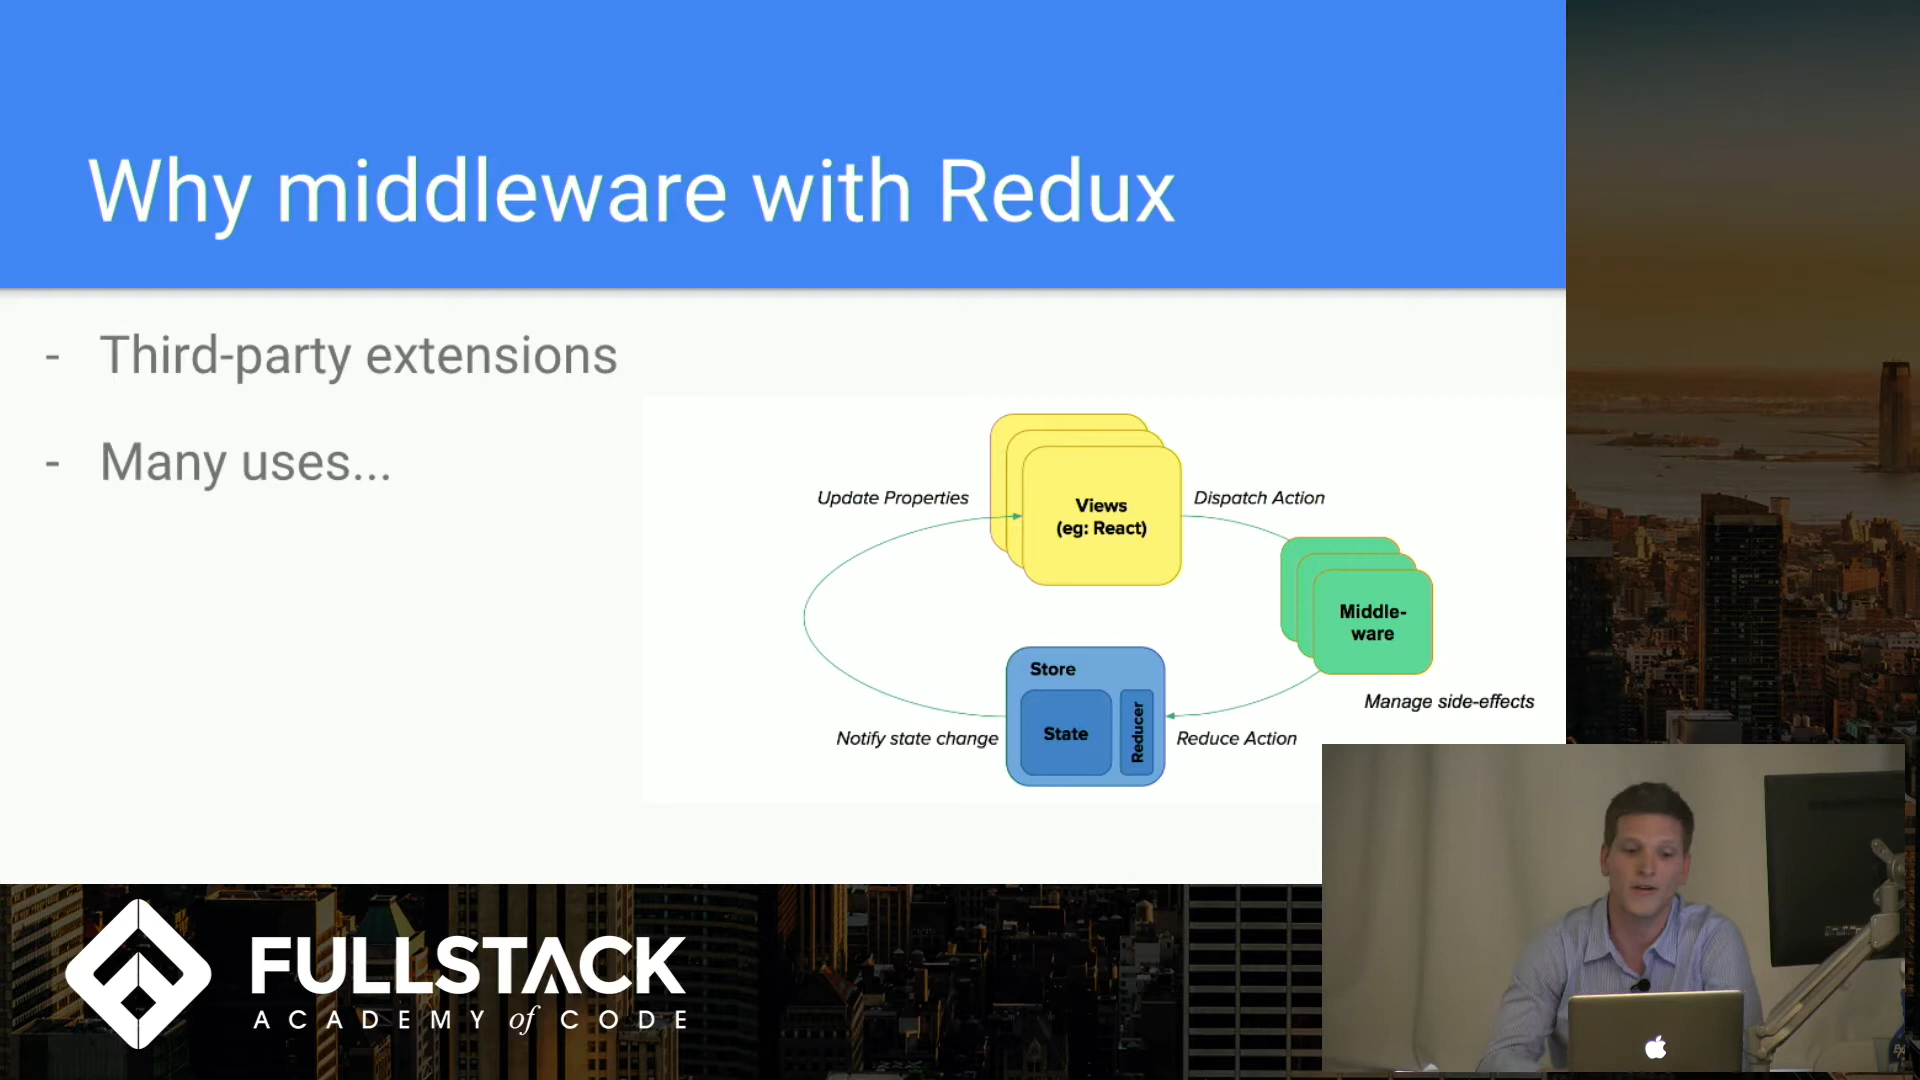 Why middleware with Redux
- Third-party extensions
- Many uses...
Update Properties
Views
(eg: React)
Dispatch Action
Middle-
ware
Manage side-effects
Store
State
Reducer
Notify state change
Reduce Action
FULLSTACK
ACADEMY of CODE